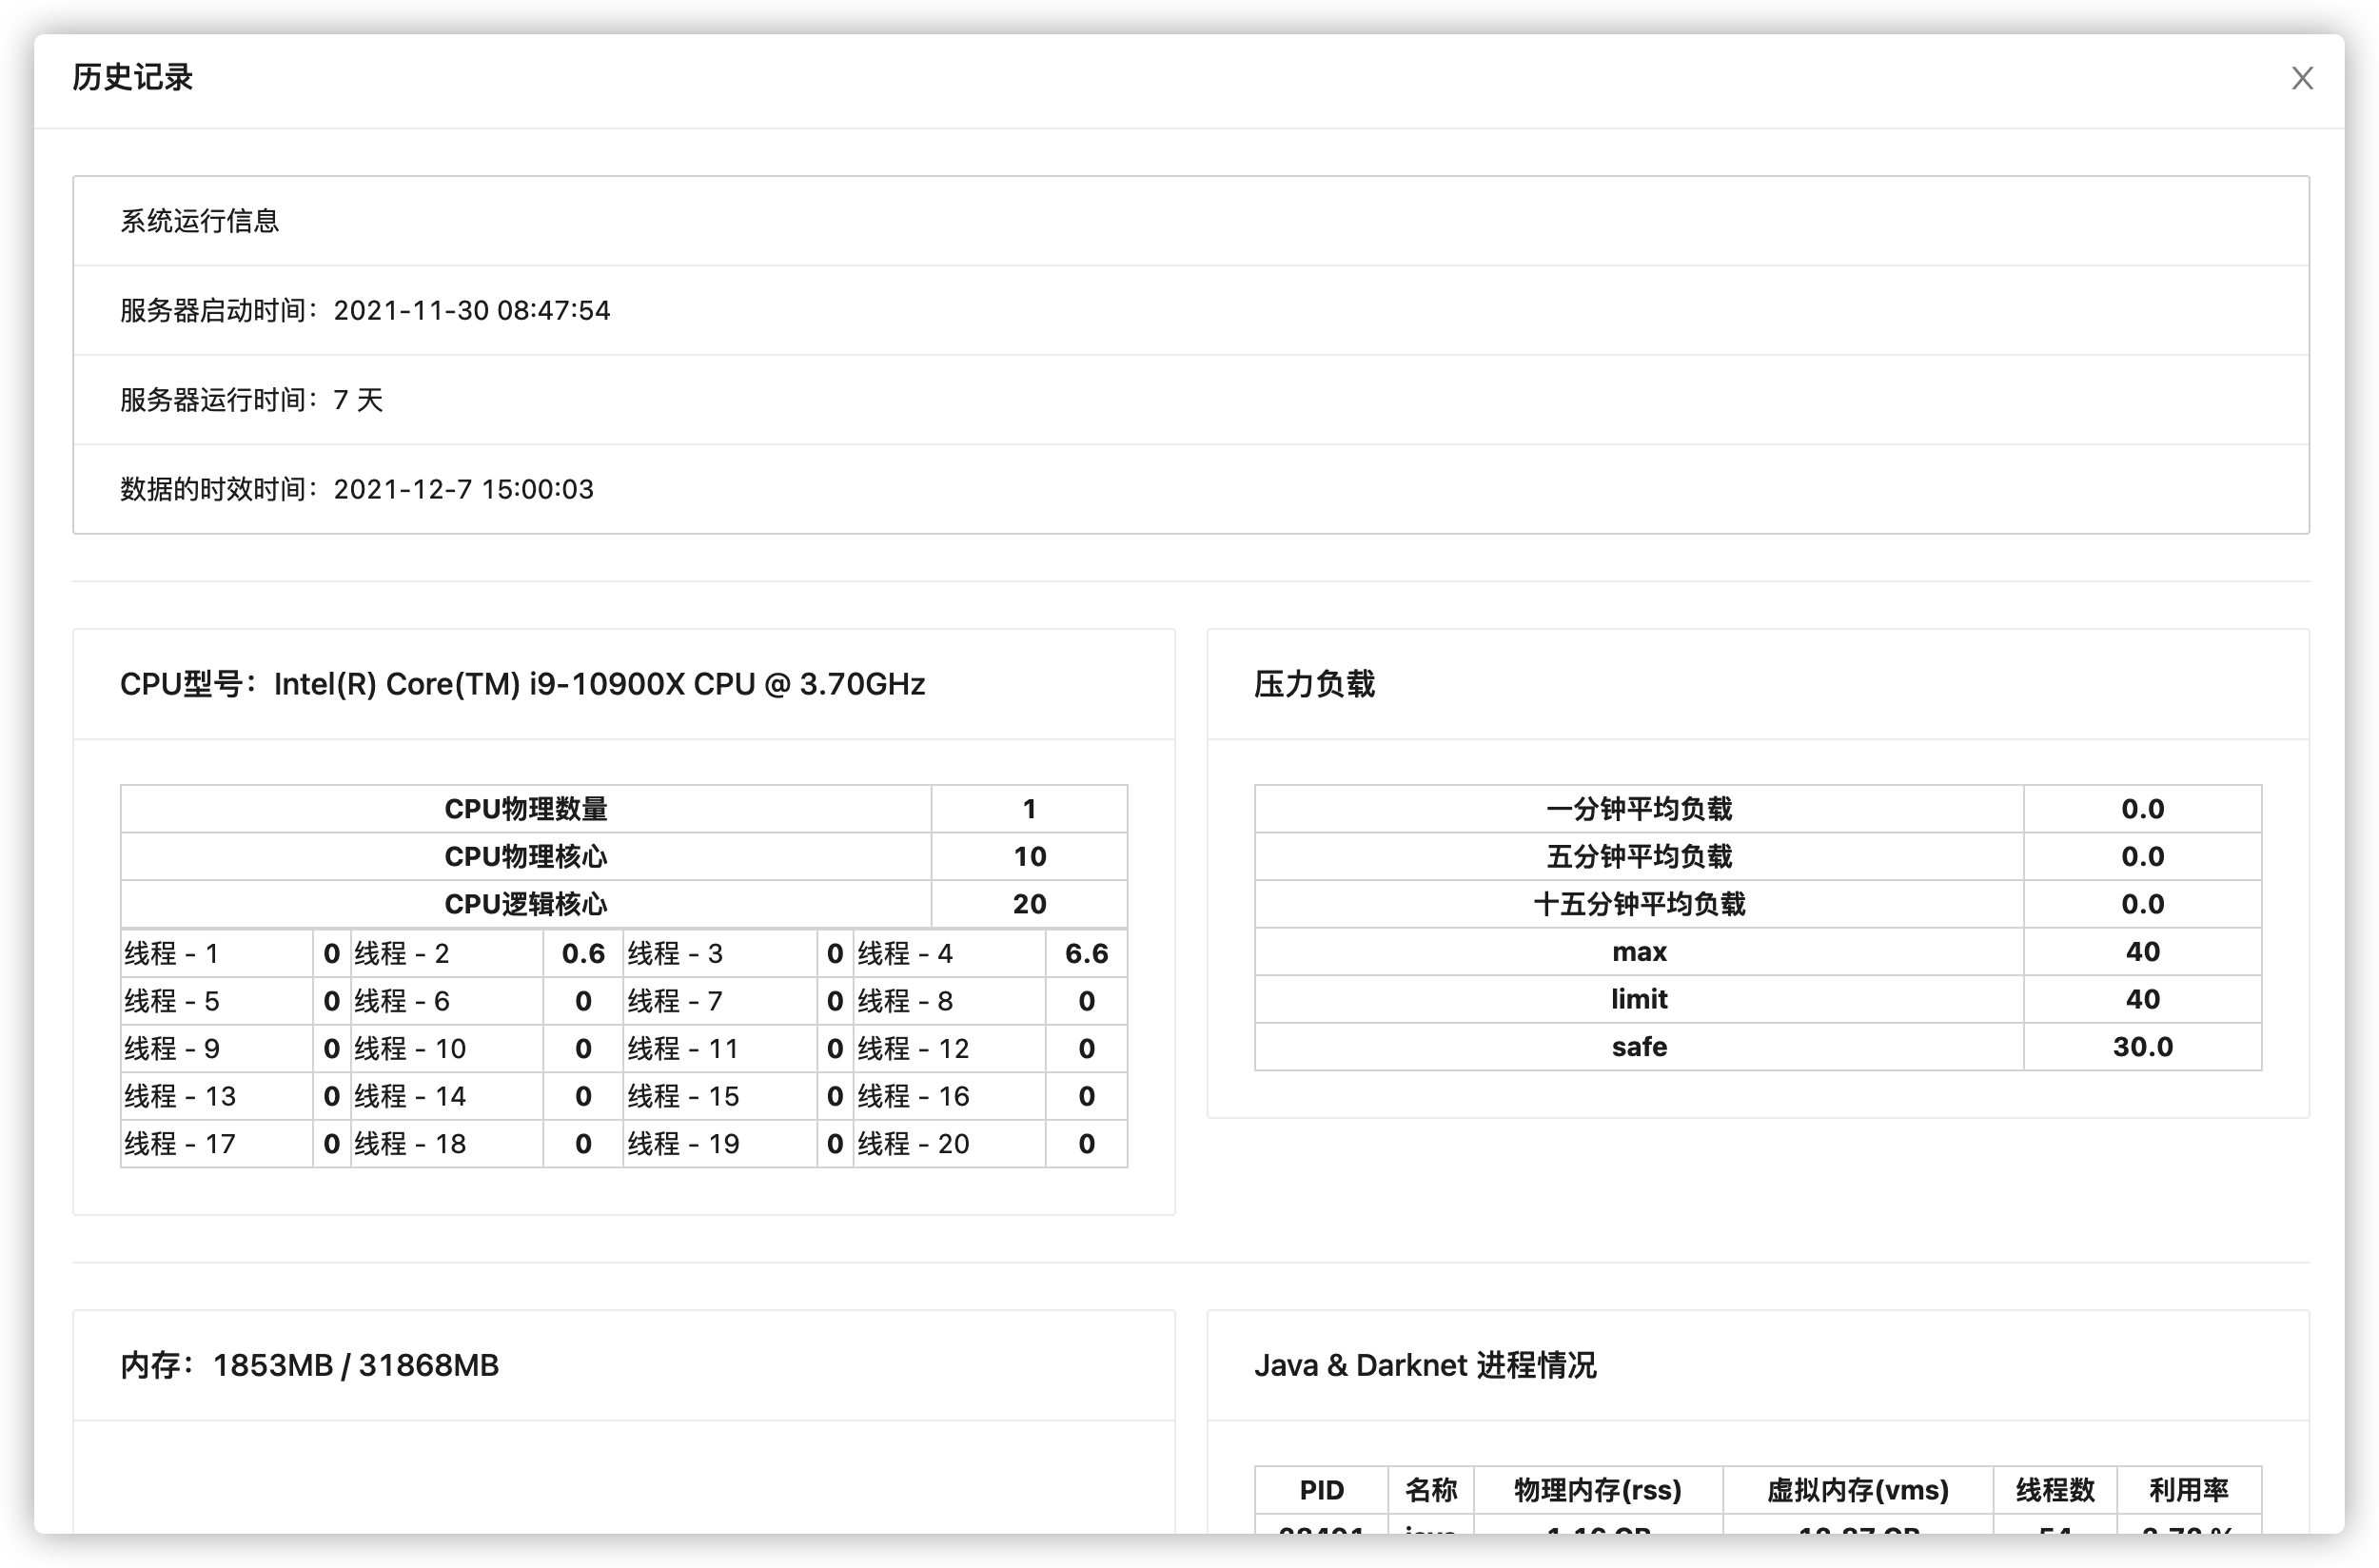 历史记录
系统运行信息
服务器启动时间：2021-11-30 08:47:54
服务器运行时间：7 天
数据的时效时间：2021-12-7 15:00:03
CPU型号：Intel(R) Core(TM) i9-10900X CPU @ 3.70GHz
CPU物理数量 1
CPU物理核心 10
CPU逻辑核心 20
线程 - 1 0 线程 - 2 0.6 线程 - 3 0 线程 - 4 6.6
线程 - 5 0 线程 - 6 0 线程 - 7 0 线程 - 8 0
线程 - 9 0 线程 - 10 0 线程 - 11 0 线程 - 12 0
线程 - 13 0 线程 - 14 0 线程 - 15 0 线程 - 16 0
线程 - 17 0 线程 - 18 0 线程 - 19 0 线程 - 20 0
压力负载
一分钟平均负载 0.0
五分钟平均负载 0.0
十五分钟平均负载 0.0
max 40
limit 40
safe 30.0
内存：1853MB / 31868MB
Java & Darknet 进程情况
PID 名称 物理内存(rss) 虚拟内存(vms) 线程数 利用率